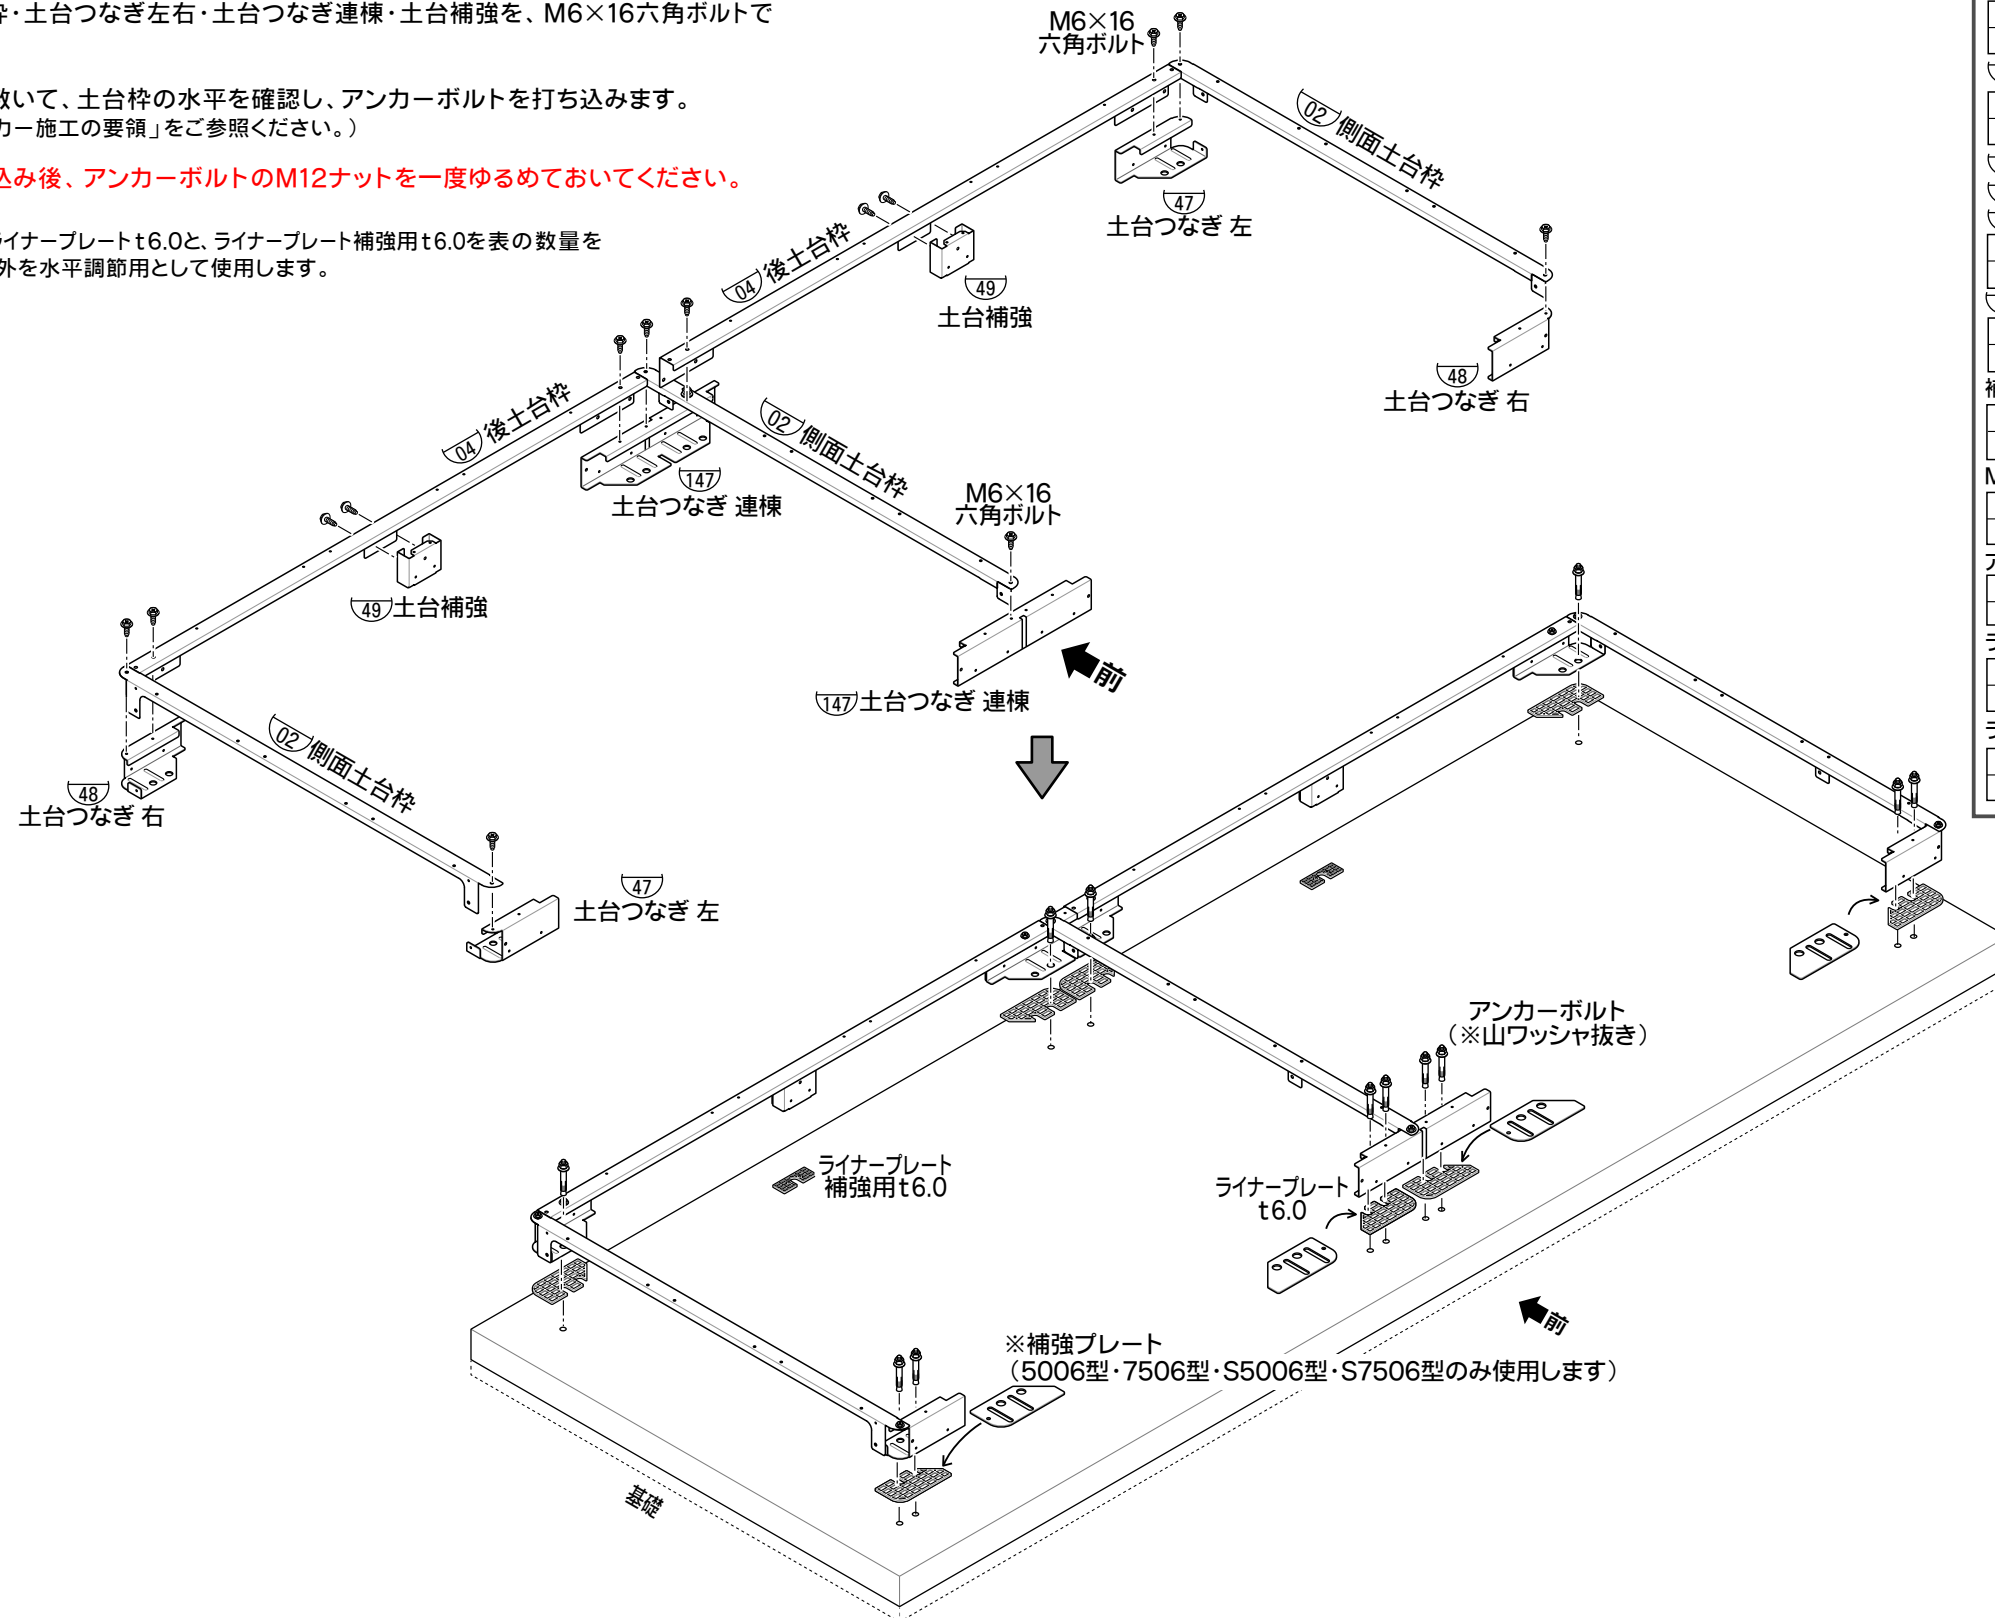 ・土台つなぎ左右・土台つなぎ連棟・土台補強を、M6×16六角ボルトで
敷いて、土台枠の水平を確認し、アンカーボルトを打ち込みます。
カー施工の要領」をご参照ください。）
込み後、アンカーボルトのM12ナットを一度ゆるめておいてください。
ライナープレートt6.0と、ライナープレート補強用t6.0を表の数量を
外を水平調節用として使用します。
M6×16
六角ボルト
02 側面土台枠
47
土台つなぎ 左
04 後土台枠
49
土台補強
48
土台つなぎ 右
04 後土台枠
02 側面土台枠
147
土台つなぎ 連棟
M6×16
六角ボルト
49 土台補強
前
147 土台つなぎ 連棟
02 側面土台枠
48
土台つなぎ 右
47
土台つなぎ 左
アンカーボルト
（※山ワッシャ抜き）
ライナープレート
補強用t6.0
ライナープレート
t6.0
前
※補強プレート
（5006型・7506型・S5006型・S7506型のみ使用します）
基礎